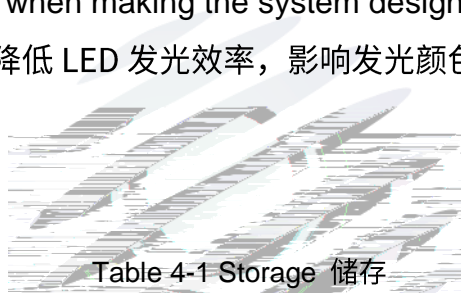 when making the system design
降低 LED 发光效率，影响发光颜色
Table 4-1 Storage 储存